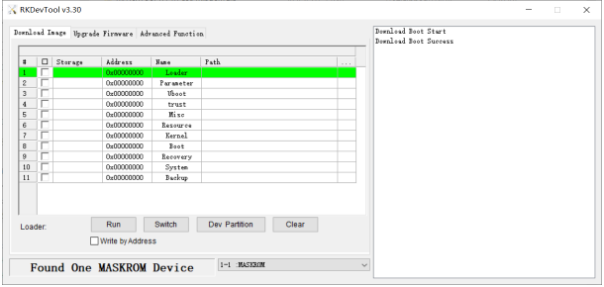 RKDevTool v3.30
Download Image Upgrade Firmware Advanced Function
# Storage Address Name Path ...
1 0x00000000 Loader
2 0x00000000 Parameter
3 0x00000000 Uboot
4 0x00000000 trust
5 0x00000000 Misc
6 0x00000000 Resource
7 0x00000000 Kernel
8 0x00000000 Boot
9 0x00000000 Recovery
10 0x00000000 System
11 0x00000000 Backup
Loader: Run Switch Dev Partition Clear
Write by Address
Found One MASKROM Device 1-1 MASKROM
Download Boot Start
Download Boot Success